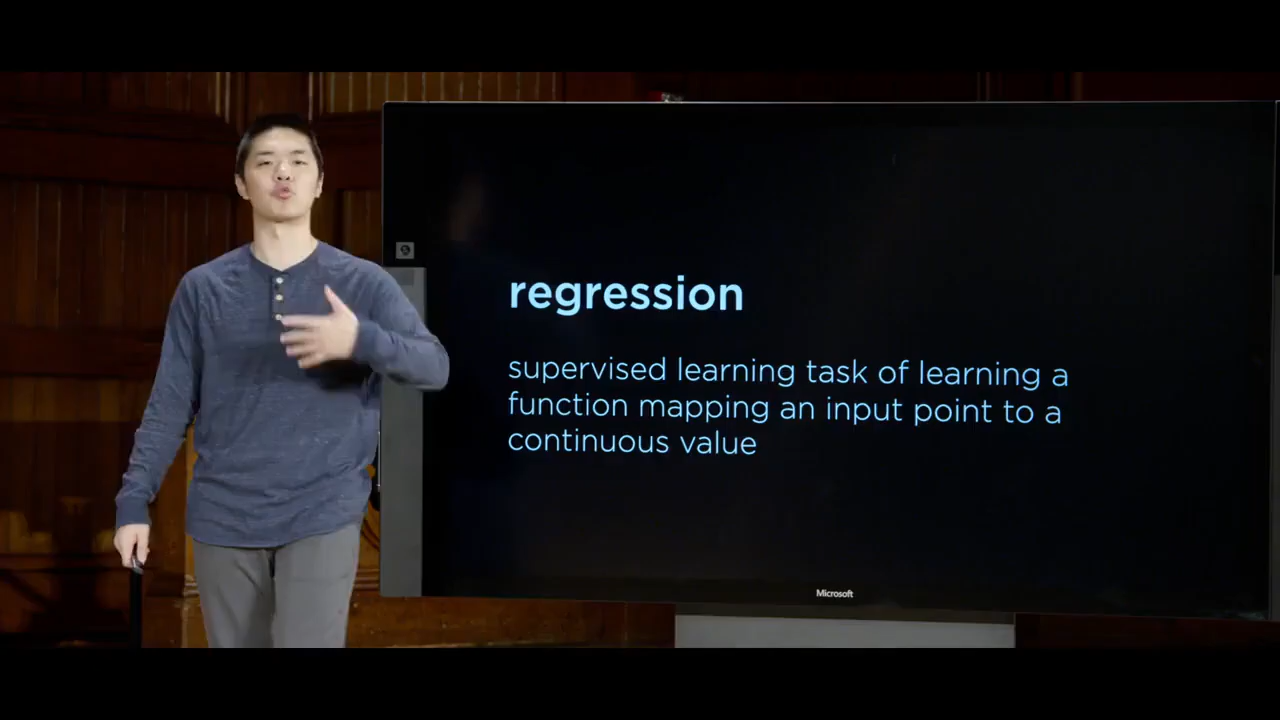 regression
supervised learning task of learning a
function mapping an input point to a
continuous value
Microsoft